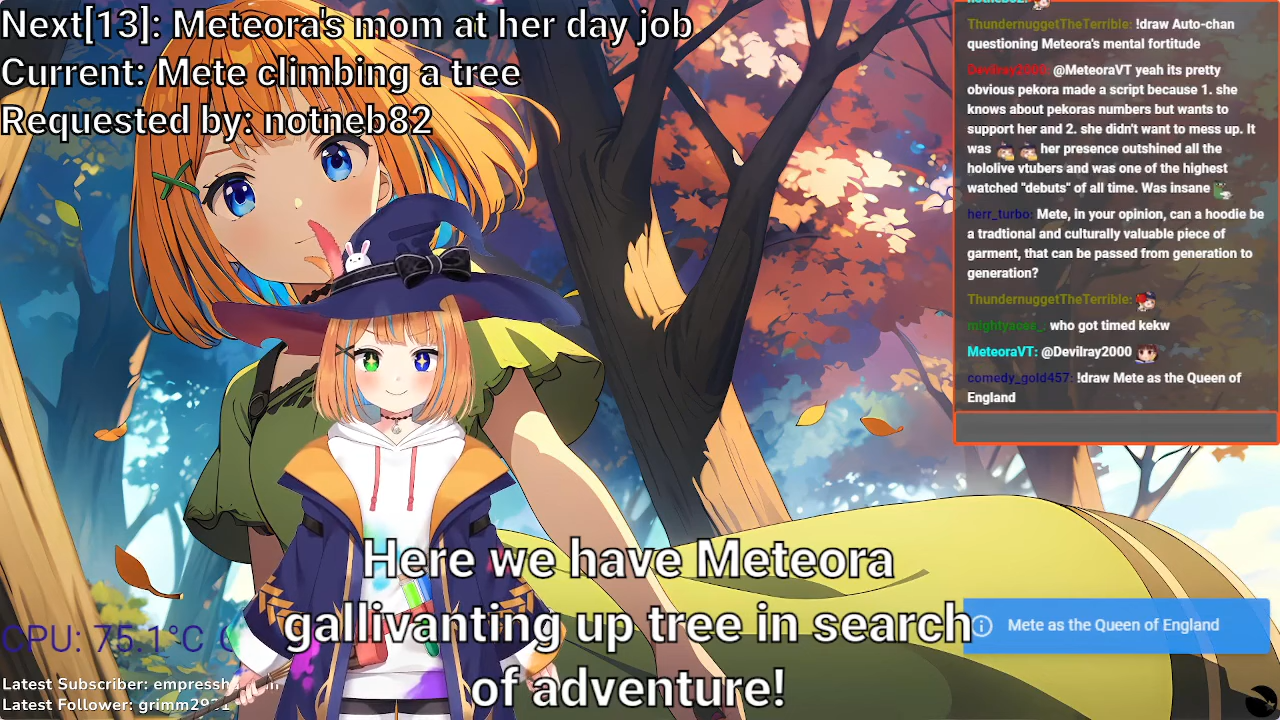 Next[13]: Meteora's mom at her day job
Current: Mete climbing a tree
Requested by: notneb82
ThundernuggetTheTerrible: !draw Auto-chan
questioning Meteora's mental fortitude
Devilray2000: @MeteoraVT yeah its pretty
obvious pekora made a script because 1. she
knows about pekoras numbers but wants to
support her and 2. she didn't want to mess up. It
was her presence outshined all the
hololive vtubers and was one of the highest
watched "debuts" of all time. Was insane
herr_turbo: Mete, in your opinion, can a hoodie be
a tradtional and culturally valuable piece of
garment, that can be passed from generation to
generation?
ThundernuggetTheTerrible:
mightyaces_: who got timed kekw
MeteoraVT: @Devilray2000
comedy_gold457: !draw Mete as the Queen of
England
Here we have Meteora
gallivanting up tree in search
of adventure!
Mete as the Queen of England
CPU: 75.1°C
Latest Subscriber:
Latest Follower: